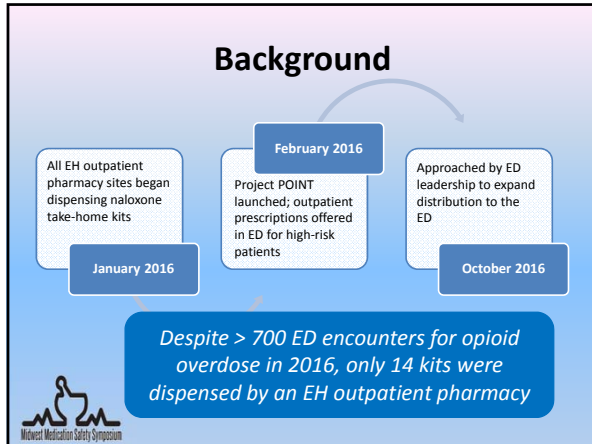 Background
All EH outpatient
pharmacy sites began
dispensing naloxone
take-home kits
January 2016
February 2016
Project POINT
launched; outpatient
prescriptions offered
in ED for high-risk
patients
Approached by ED
leadership to expand
distribution to the
ED
October 2016
Despite > 700 ED encounters for opioid
overdose in 2016, only 14 kits were
dispensed by an EH outpatient pharmacy
Midwest Medication Safety Symposium